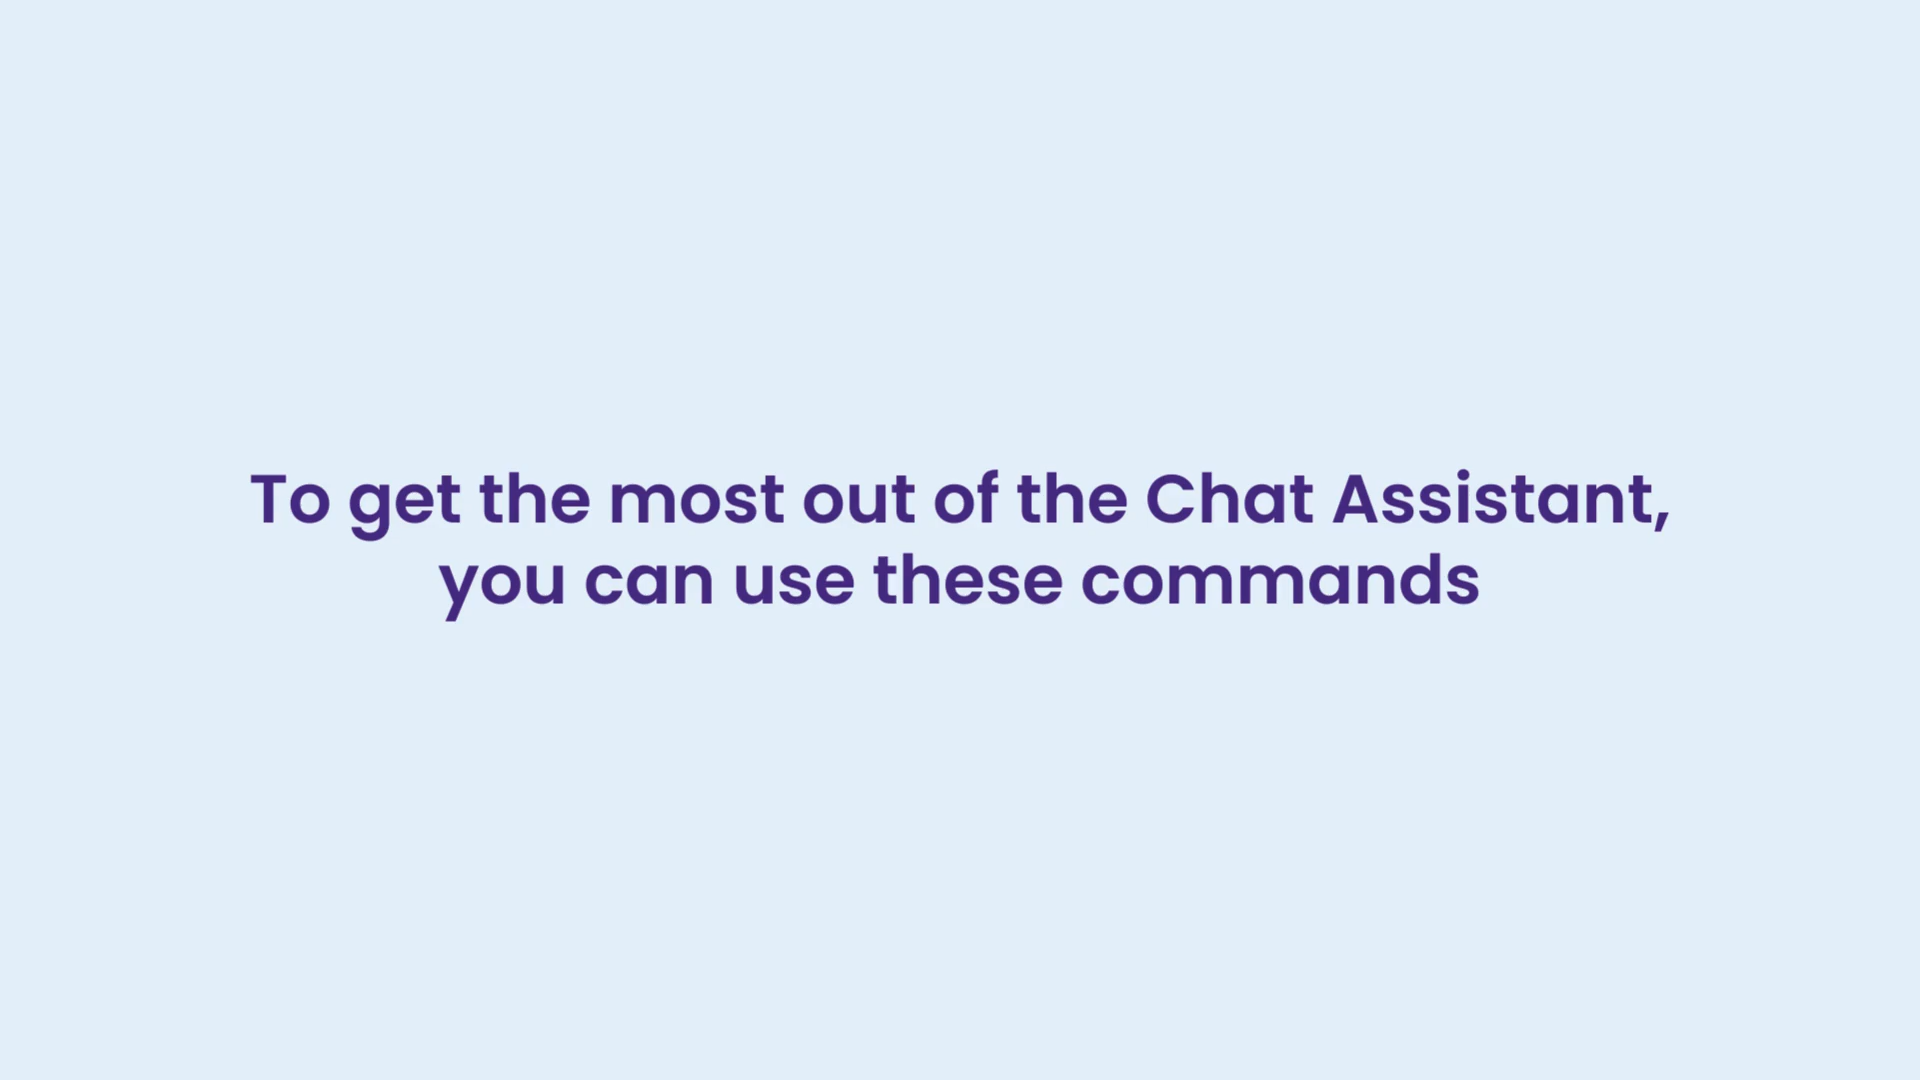 To get the most out of the Chat Assistant,
you can use these commands